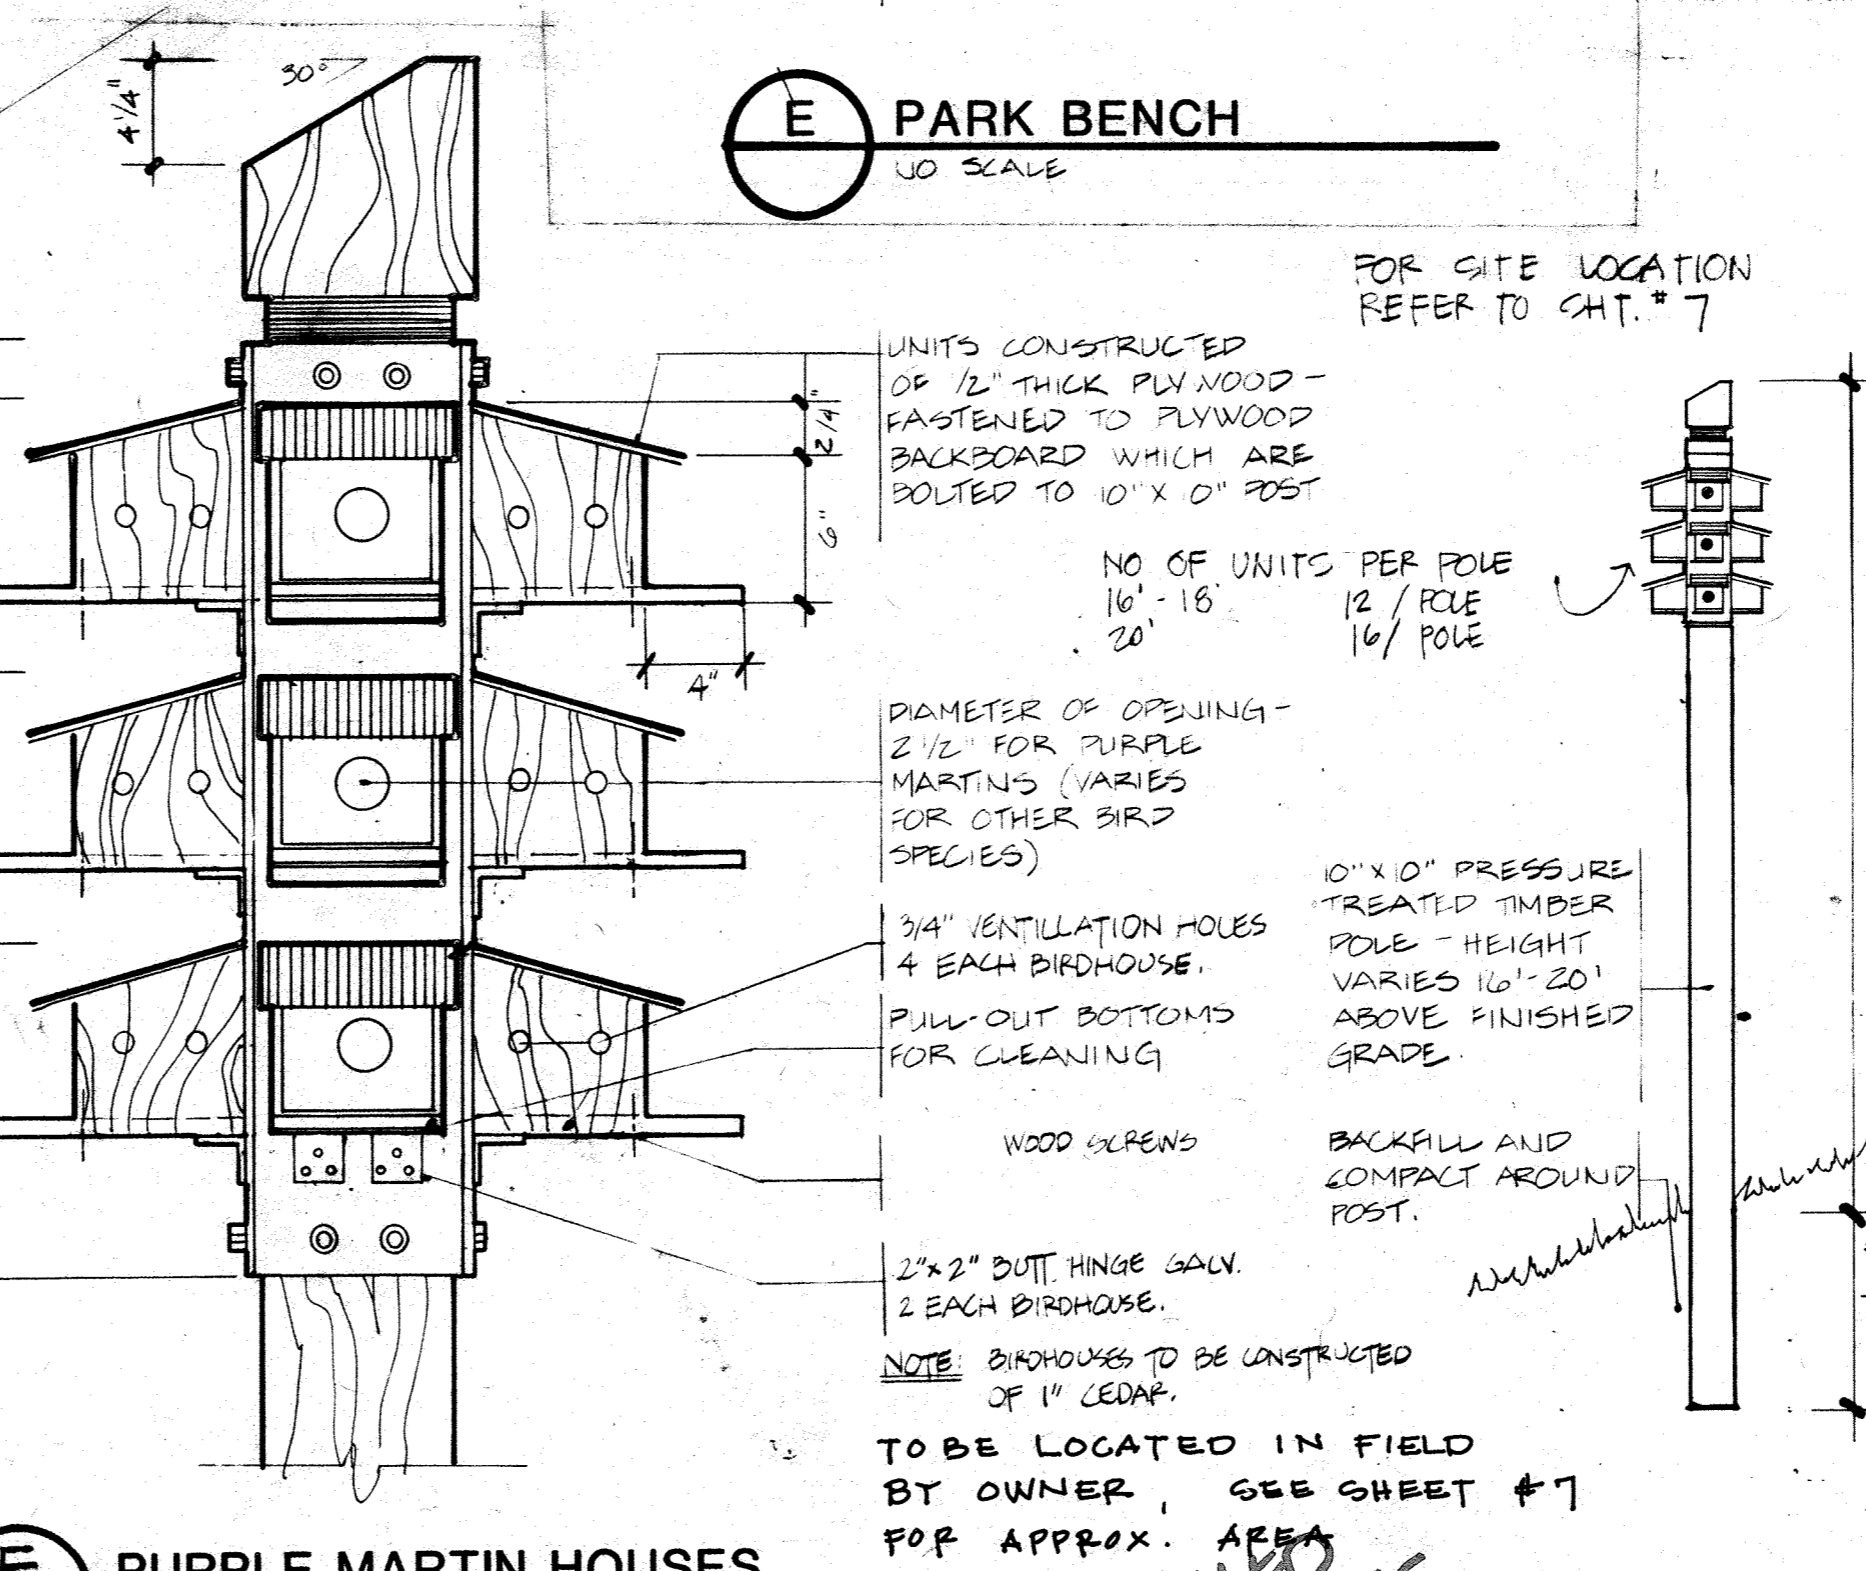 4 1/4"
30°
E
PARK BENCH
NO SCALE
FOR SITE LOCATION
REFER TO SHT. # 7
UNITS CONSTRUCTED
OF 1/2" THICK PLYWOOD -
FASTENED TO PLYWOOD
BACKBOARD WHICH ARE
BOLTED TO 10" X 10" POST
2 1/4"
6"
4"
NO OF UNITS PER POLE
16' - 18' 12 / POLE
20' 16 / POLE
DIAMETER OF OPENING -
2 1/2" FOR PURPLE
MARTINS (VARIES
FOR OTHER BIRD
SPECIES)
3/4" VENTILLATION HOLES
4 EACH BIRDHOUSE.
PULL-OUT BOTTOMS
FOR CLEANING
WOOD SCREWS
2" x 2" BUTT HINGE GALV.
2 EACH BIRDHOUSE.
10" X 10" PRESSURE
TREATED TIMBER
POLE - HEIGHT
VARIES 16'-20'
ABOVE FINISHED
GRADE.
BACKFILL AND
COMPACT AROUND
POST.
NOTE: BIRDHOUSES TO BE CONSTRUCTED
OF 1" CEDAR.
TO BE LOCATED IN FIELD
BY OWNER, SEE SHEET #7
FOR APPROX. AREA
PURPLE MARTIN HOUSES